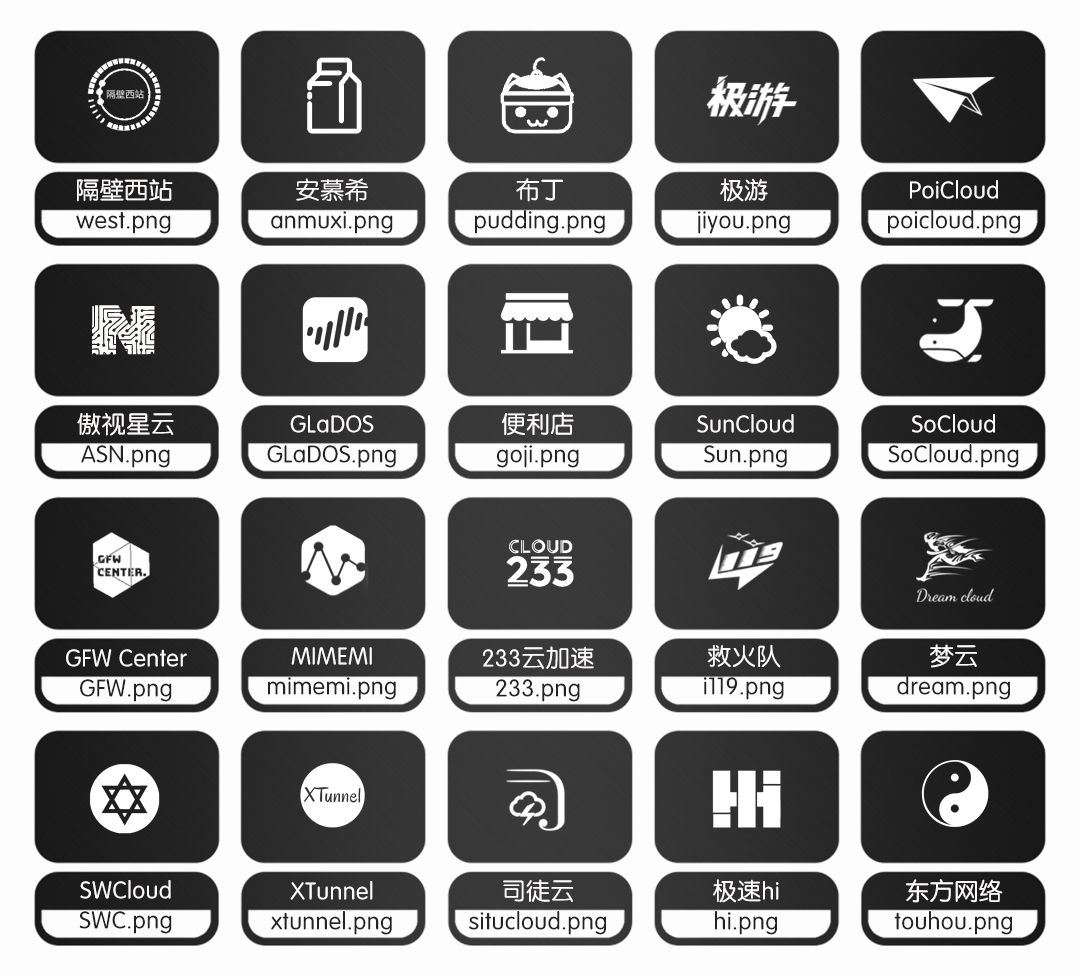 隔壁西站
极游
隔壁西站
west.png
安慕希
anmuxi.png
布丁
pudding.png
极游
jiyou.png
PoiCloud
poicloud.png
N
傲视星云
ASN.png
GLaDOS
GLaDOS.png
便利店
goji.png
SunCloud
Sun.png
SoCloud
SoCloud.png
GFW
CENTER.
CLOUD
233
119
Dream cloud
GFW Center
GFW.png
MIMEMI
mimemi.png
233云加速
233.png
救火队
i119.png
梦云
dream.png
XTunnel
Hi
SWCloud
SWC.png
XTunnel
xtunnel.png
司徒云
situcloud.png
极速hi
hi.png
东方网络
touhou.png